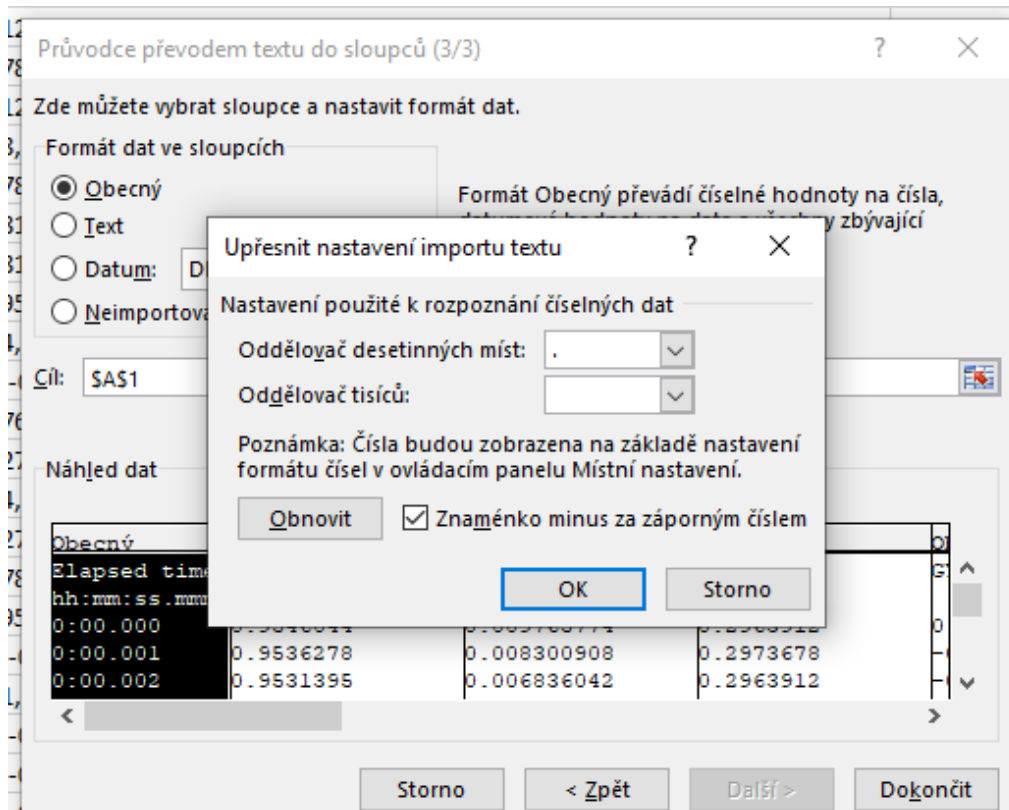 Průvodce převodem textu do sloupců (3/3)
Zde můžete vybrat sloupce a nastavit formát dat.
Formát dat ve sloupcích
Obecný
Text
Datum:
Formát Obecný převádí číselné hodnoty na čísla,
zbývající
Cíl: $A$1
Upřesnit nastavení importu textu
Nastavení použité k rozpoznání číselných dat
Oddělovač desetinných míst: .
Oddělovač tisíců:
Poznámka: Čísla budou zobrazena na základě nastavení
formátu čísel v ovládacím panelu Místní nastavení.
Obnovit
Znaménko minus za záporným číslem
OK
Storno
Náhled dat
Obecný
Elapsed time
0:00.000
0:00.001 0.9536278 0.008300908 0.2973678
0:00.002 0.9531395 0.006836042 0.2963912
Storno
< Zpět
Další >
Dokončit